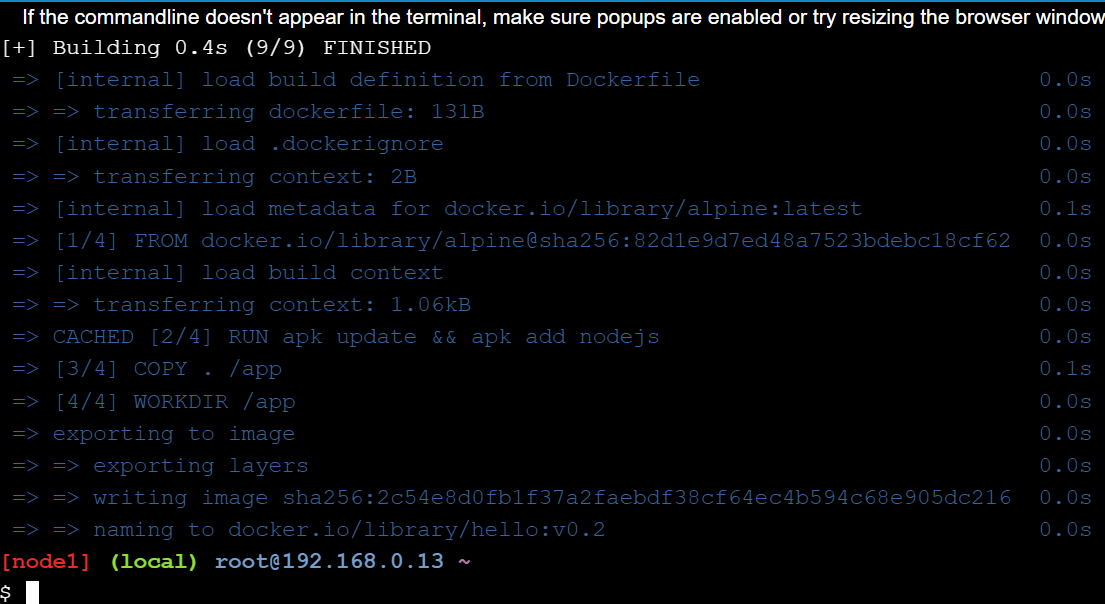 If the commandline doesn't appear in the terminal, make sure popups are enabled or try resizing the browser window
[+] Building 0.4s (9/9) FINISHED
=> [internal] load build definition from Dockerfile 0.0s
=> => transferring dockerfile: 131B 0.0s
=> [internal] load .dockerignore 0.0s
=> => transferring context: 2B 0.0s
=> [internal] load metadata for docker.io/library/alpine:latest 0.1s
=> [1/4] FROM docker.io/library/alpine@sha256:82d1e9d7ed48a7523bdebc18cf62 0.0s
=> [internal] load build context 0.0s
=> => transferring context: 1.06kB 0.0s
=> CACHED [2/4] RUN apk update && apk add nodejs 0.0s
=> [3/4] COPY . /app 0.1s
=> [4/4] WORKDIR /app 0.0s
=> exporting to image 0.0s
=> => exporting layers 0.0s
=> => writing image sha256:2c54e8d0fb1f37a2faebdf38cf64ec4b594c68e905dc216 0.0s
=> => naming to docker.io/library/hello:v0.2 0.0s
[node1] (local) root@192.168.0.13 ~
$